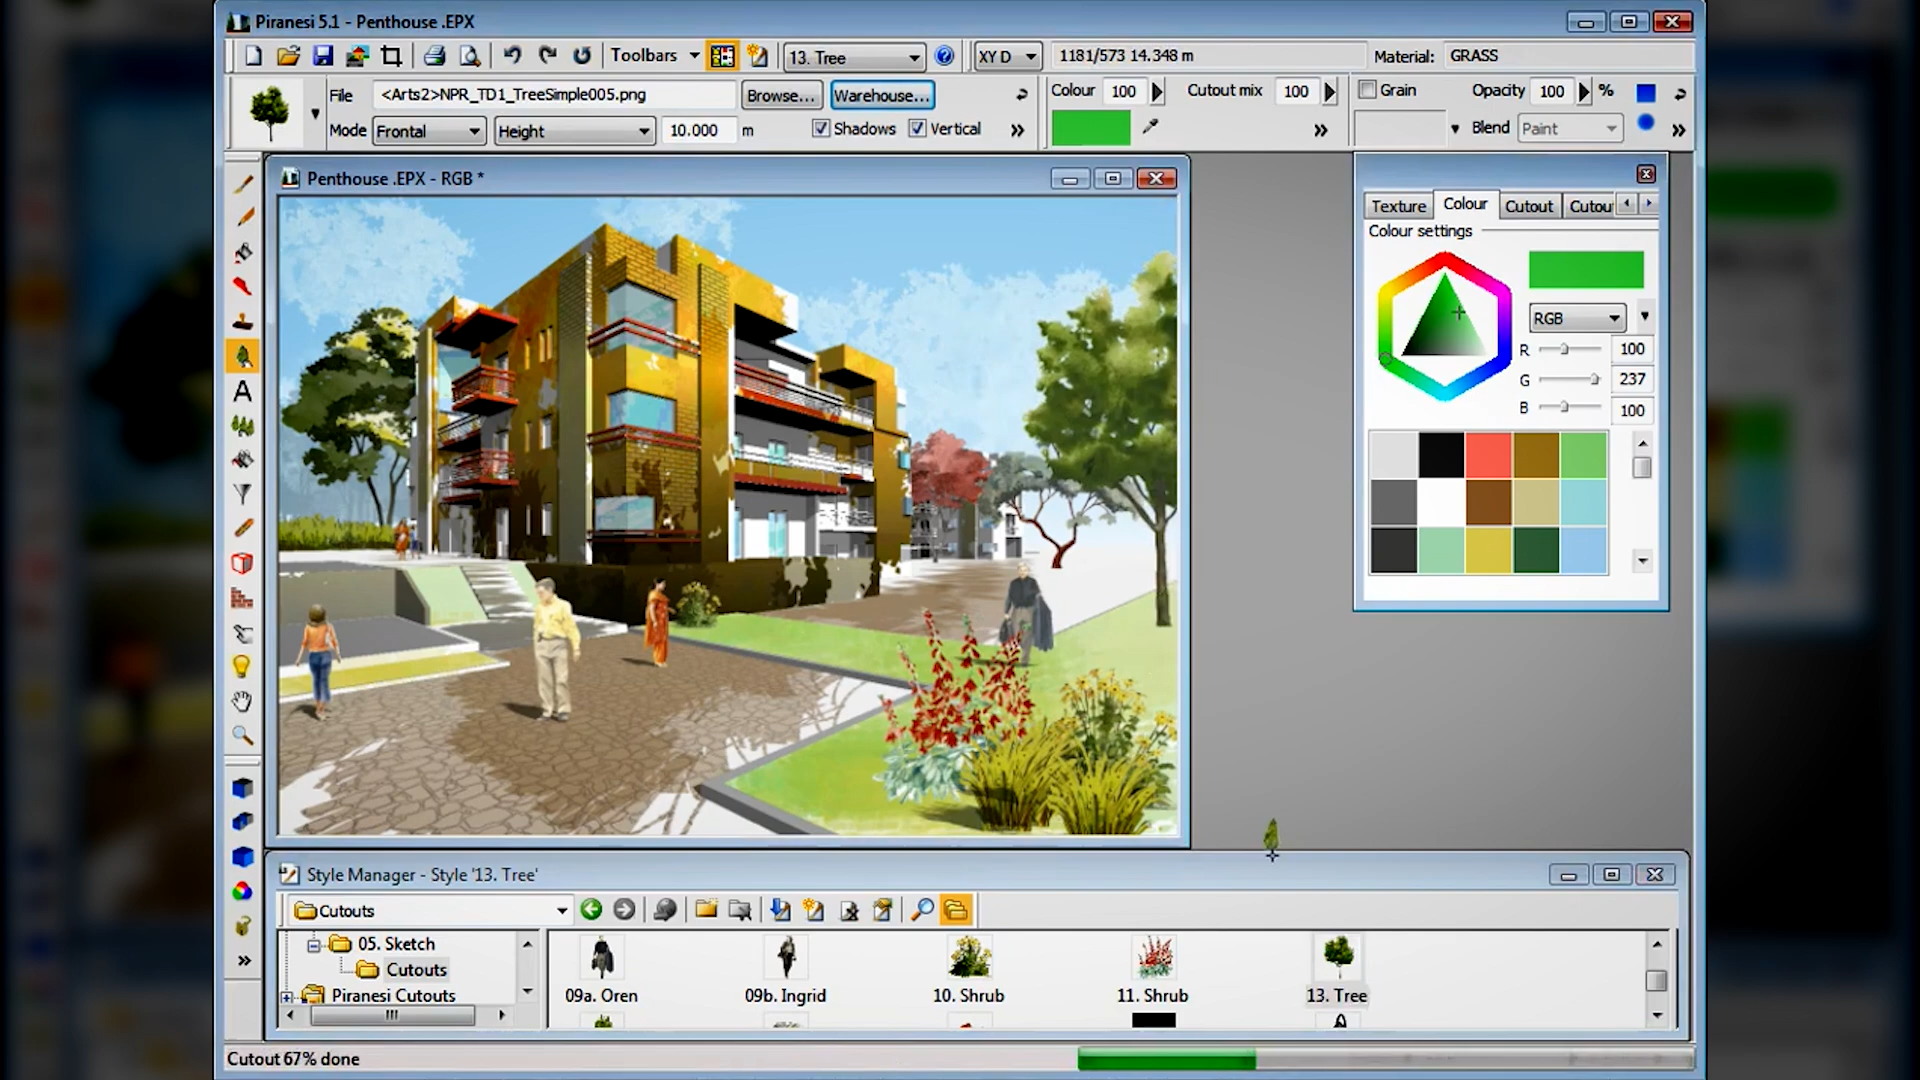 Piranesi 5.1 - Penthouse .EPX
Toolbars
13. Tree
XY D
1181/573 14.348 m
Material: GRASS
File <Arts2>NPR_TD1_TreeSimple005.png Browse... Warehouse...
Colour 100
Cutout mix 100
Grain
Opacity 100 %
Mode Frontal Height 10.000 m Shadows Vertical
Blend Paint
Penthouse .EPX - RGB *
Texture Colour Cutout Cutou
Colour settings
RGB
R 100
G 237
B 100
A
Style Manager - Style '13. Tree'
Cutouts
05. Sketch
Cutouts
Piranesi Cutouts
09a. Oren
09b. Ingrid
10. Shrub
11. Shrub
13. Tree
Cutout 67% done